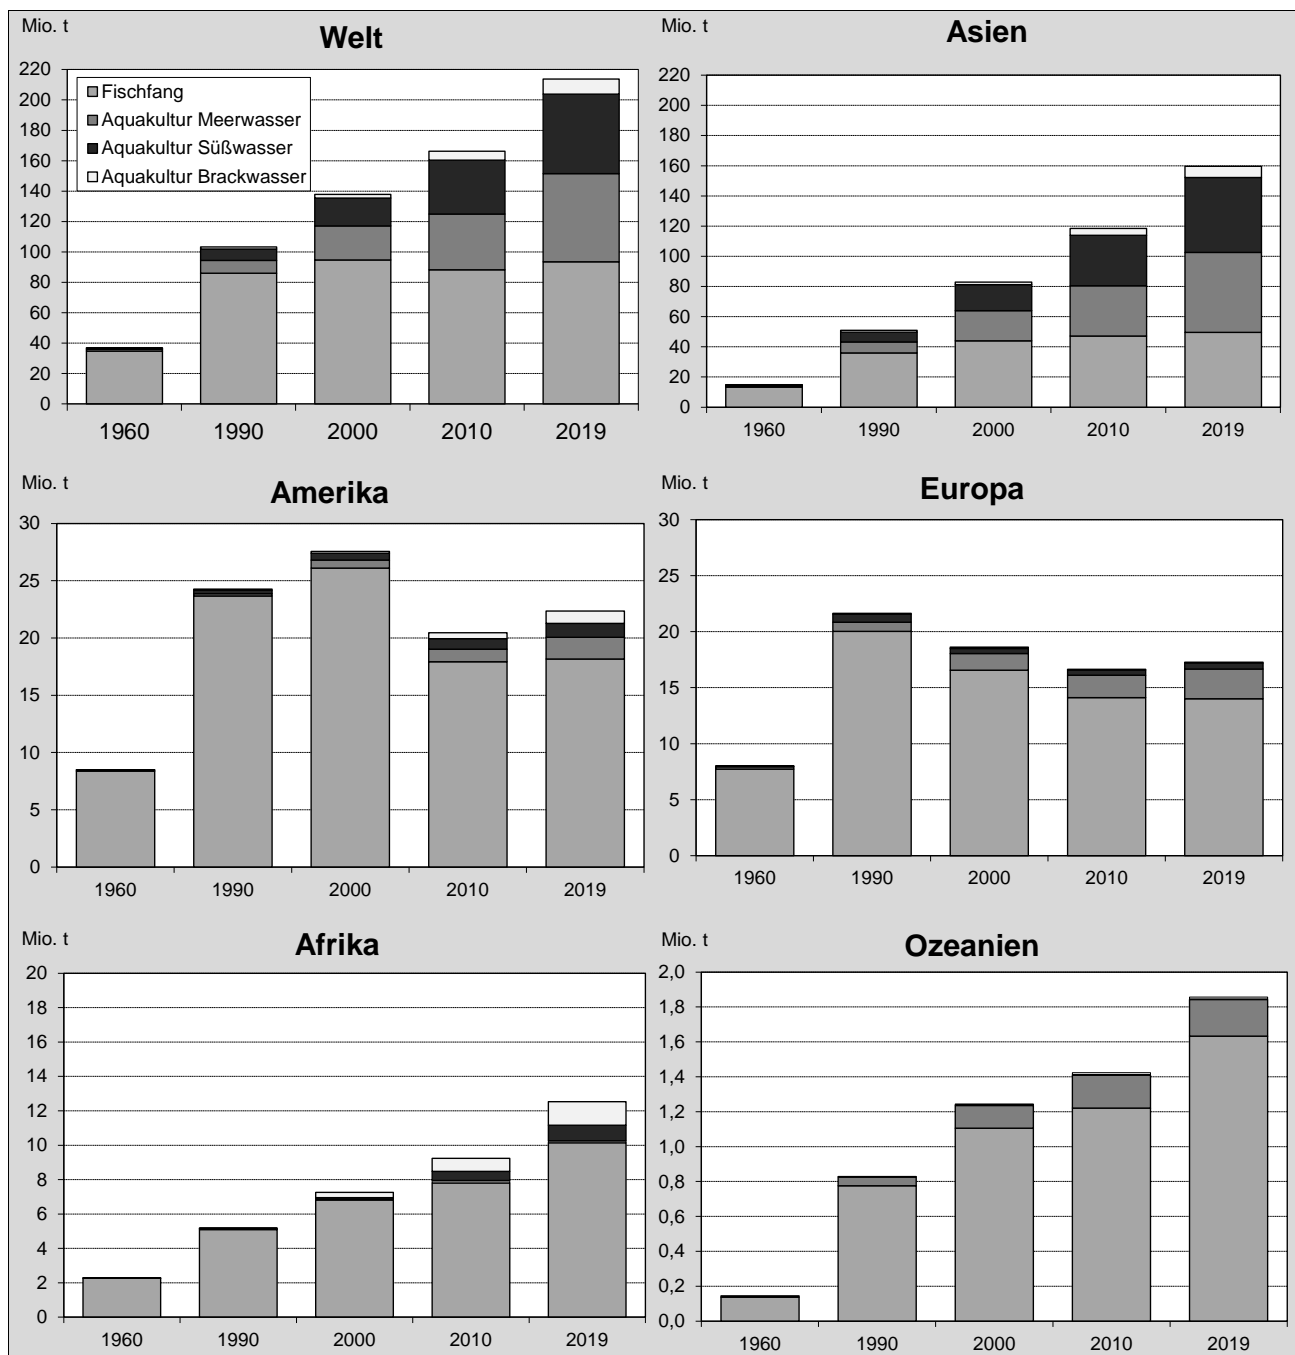 Mio. t
Welt
220
200
180
160
140
120
100
80
60
40
20
0
Fischfang
Aquakultur Meerwasser
Aquakultur Süßwasser
Aquakultur Brackwasser
1960 1990 2000 2010 2019
Mio. t
Asien
220
200
180
160
140
120
100
80
60
40
20
0
1960 1990 2000 2010 2019
Mio. t
Amerika
30
25
20
15
10
5
0
1960 1990 2000 2010 2019
Mio. t
Europa
30
25
20
15
10
5
0
1960 1990 2000 2010 2019
Mio. t
Afrika
20
18
16
14
12
10
8
6
4
2
0
1960 1990 2000 2010 2019
Mio. t
Ozeanien
2,0
1,8
1,6
1,4
1,2
1,0
0,8
0,6
0,4
0,2
0,0
1960 1990 2000 2010 2019